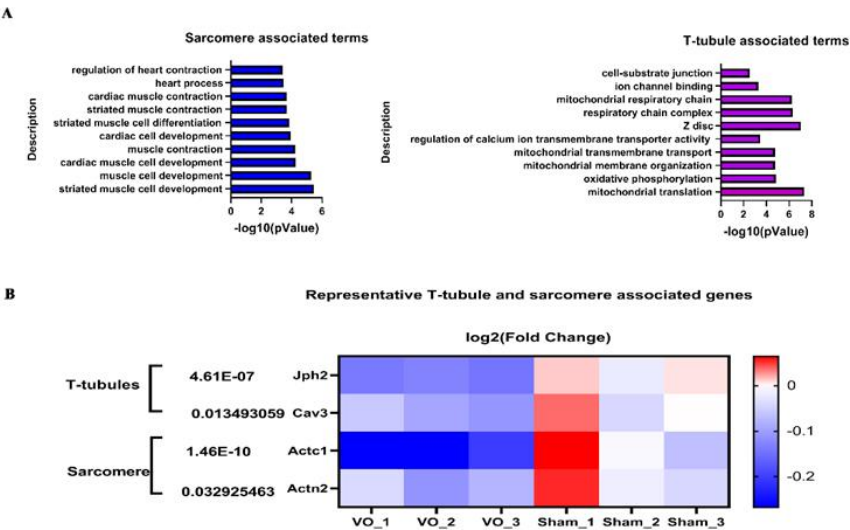 A
Sarcomere associated terms
Description
regulation of heart contraction
heart process
cardiac muscle contraction
striated muscle contraction
striated muscle cell differentiation
cardiac cell development
muscle contraction
cardiac muscle cell development
muscle cell development
striated muscle cell development
0 2 4 6
-log10(pValue)
T-tubule associated terms
Description
cell-substrate junction
ion channel binding
mitochondrial respiratory chain
respiratory chain complex
Z disc
regulation of calcium ion transmembrane transporter activity
mitochondrial transmembrane transport
mitochondrial membrane organization
oxidative phosphorylation
mitochondrial translation
0 2 4 6 8
-log10(pValue)
B
Representative T-tubule and sarcomere associated genes
log2(Fold Change)
T-tubules
4.61E-07 Jph2
0.013493059 Cav3
Sarcomere
1.46E-10 Actc1
0.032925463 Actn2
VO_1 VO_2 VO_3 Sham_1 Sham_2 Sham_3
0
-0.1
-0.2